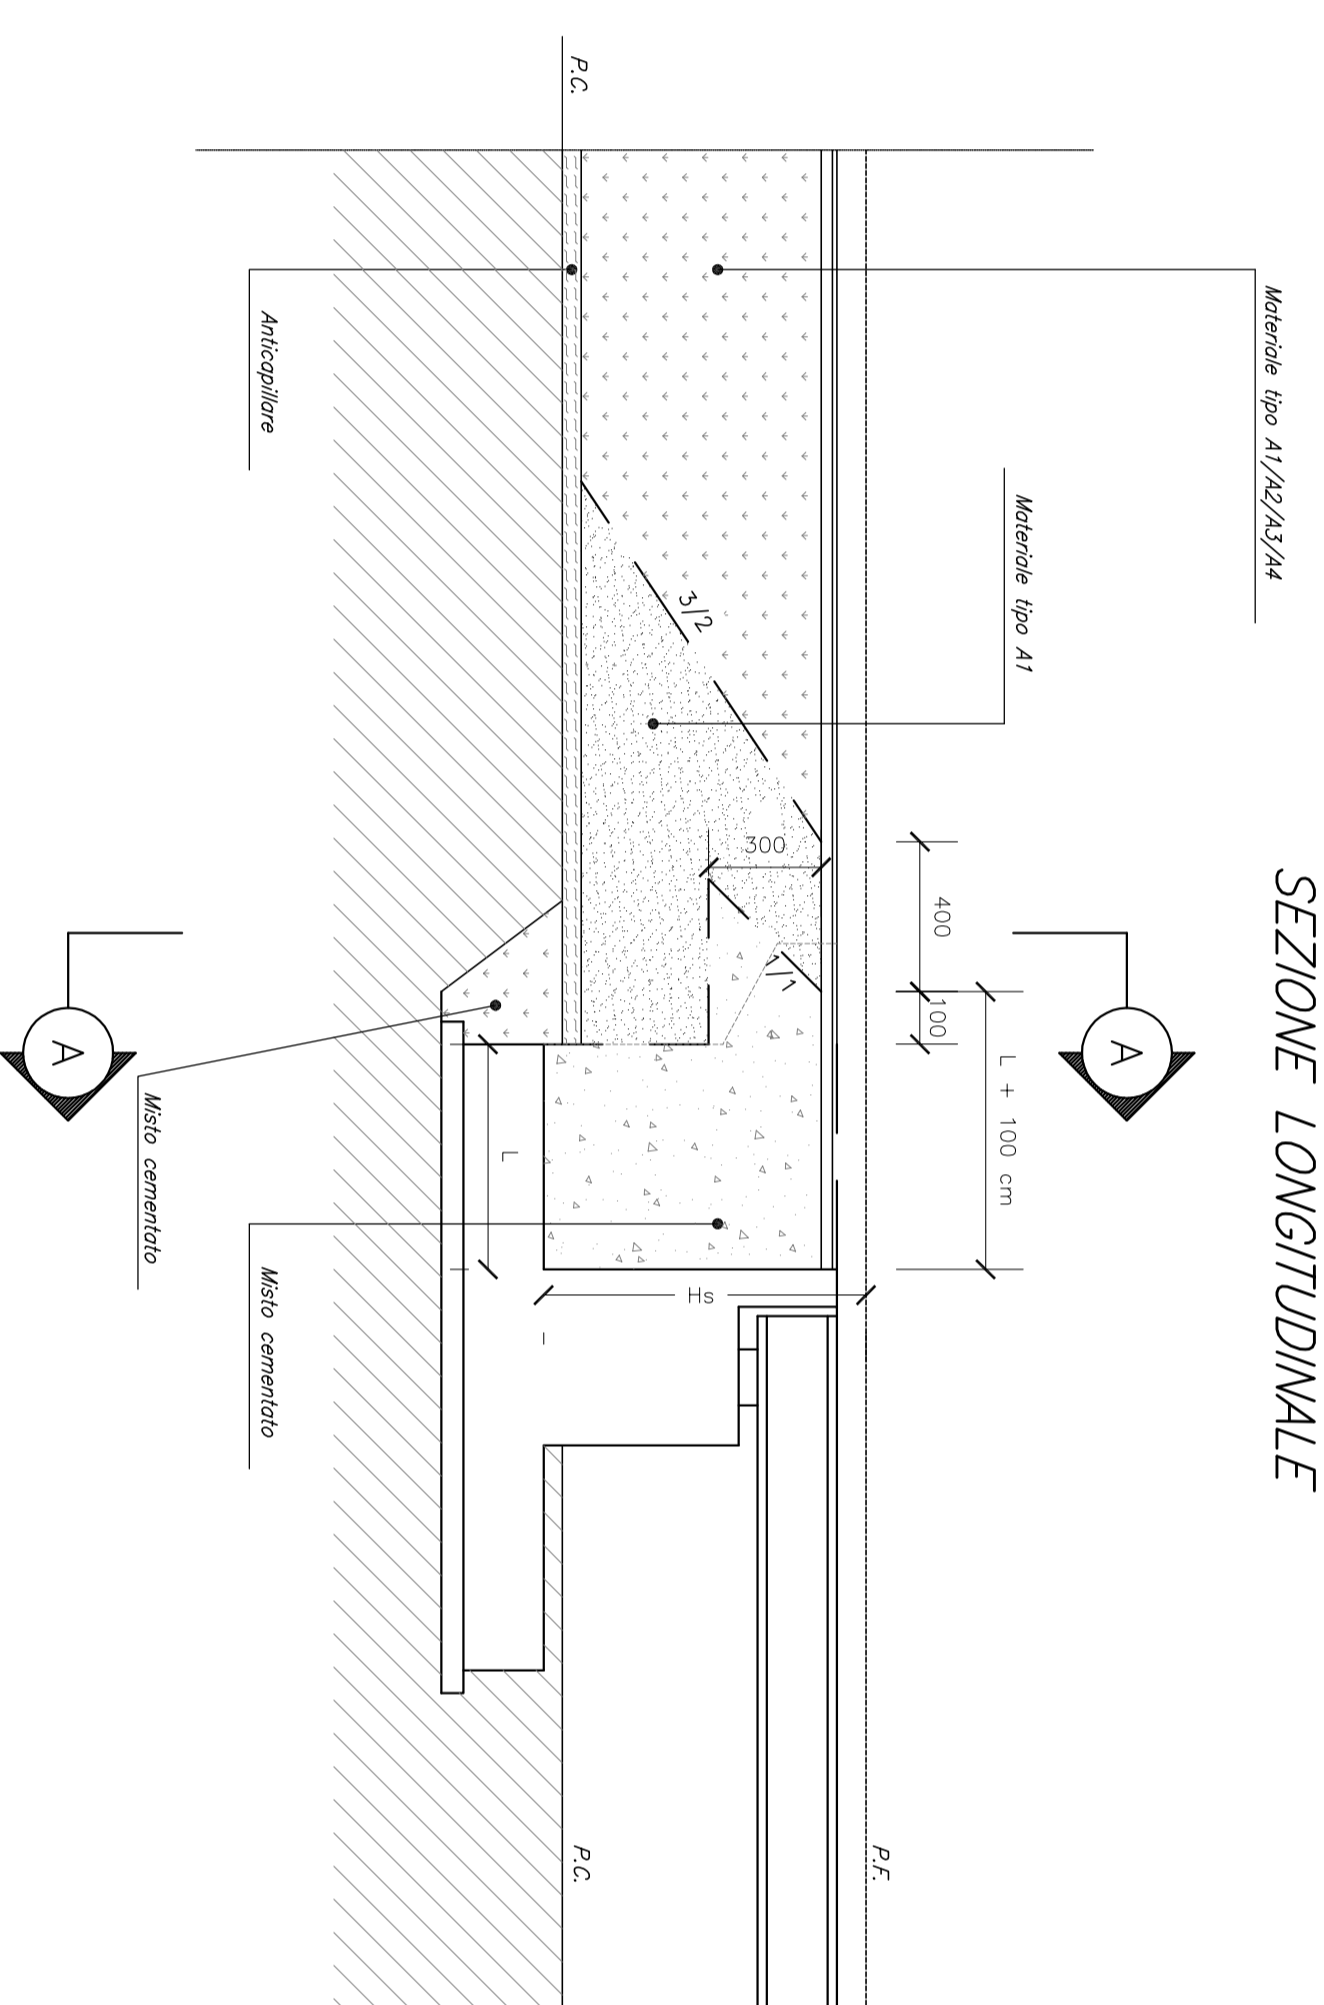 SEZIONE LONGITUDINALE
Materiale tipo A1/A2/A3/A4
Materiale tipo A1
A
L + 100 cm
400
100
P.F.
300
1/1
3/2
Hs
P.C.
P.C.
L
Anticapillare
Misto cementato
Misto cementato
A